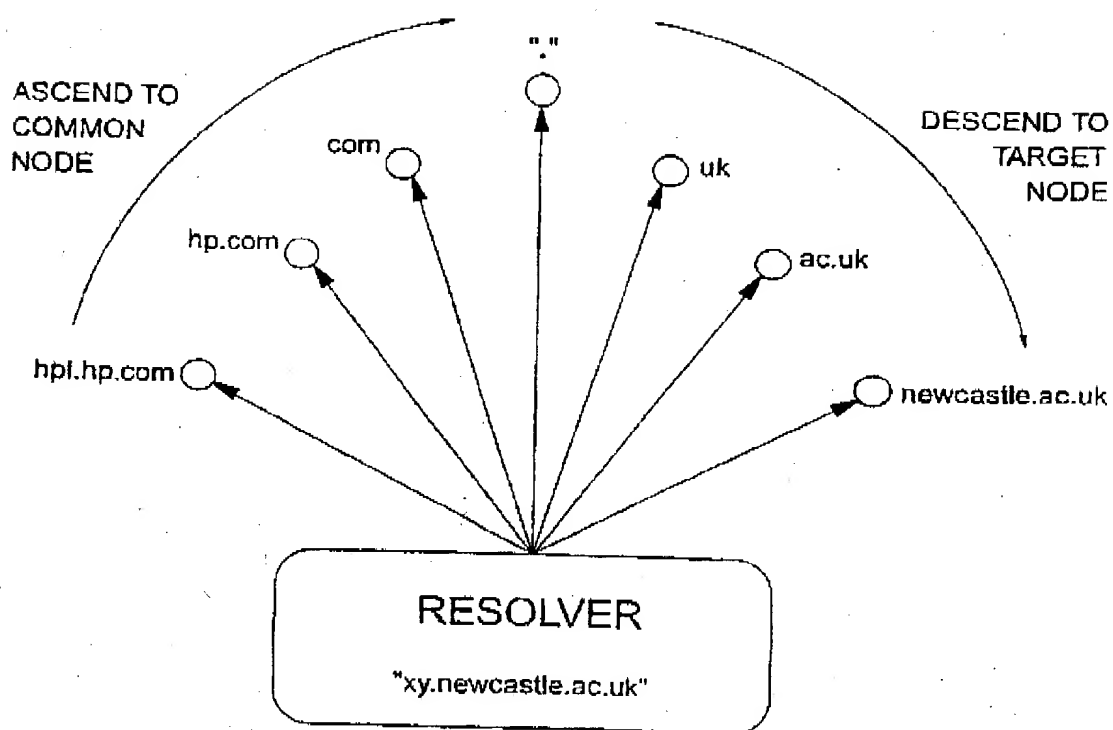 "."
ASCEND TO
COMMON
NODE
DESCEND TO
TARGET
NODE
com
uk
hp.com
ac.uk
hpl.hp.com
newcastle.ac.uk
RESOLVER
"xy.newcastle.ac.uk"